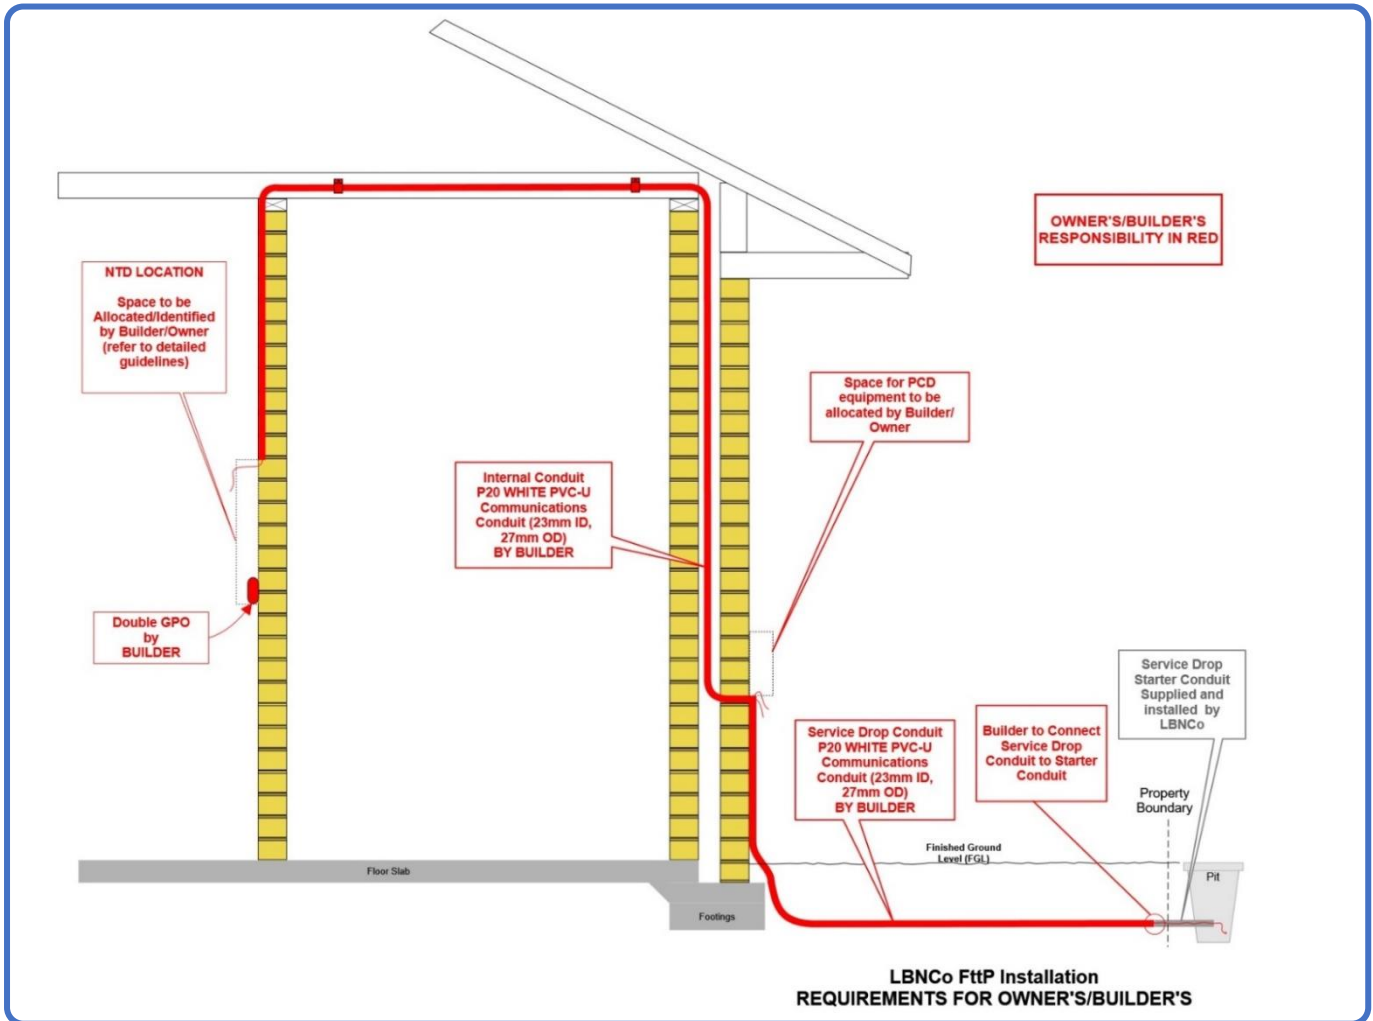 OWNER'S/BUILDER'S
RESPONSIBILITY IN RED
NTD LOCATION
Space to be
Allocated/Identified
by Builder/Owner
(refer to detailed
guidelines)
Space for PCD
equipment to be
allocated by Builder/
Owner
Internal Conduit
P20 WHITE PVC-U
Communications
Conduit (23mm ID,
27mm OD)
BY BUILDER
Double GPO
by
BUILDER
Service Drop
Starter Conduit
Supplied and
installed by
LBNCo
Service Drop Conduit
P20 WHITE PVC-U
Communications
Conduit (23mm ID,
27mm OD)
BY BUILDER
Builder to Connect
Service Drop
Conduit to Starter
Conduit
Property
Boundary
Finished Ground
Level (FGL)
Floor Slab
Pit
Footings
LBNCo FttP Installation
REQUIREMENTS FOR OWNER'S/BUILDER'S